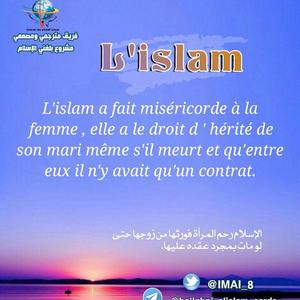 فريق مترجمي ومصممي
مشروع بلغني الإسلام
L'islam
L'islam a fait miséricorde à la
femme , elle a le droit d ' hérité de
son mari même s'il meurt et qu'entre
eux il n'y avait qu'un contrat.
الإسلام رحم المرأة فورثها من زوجها حتى
لو مات بمجرد عقده عليها.
@IMAI_8